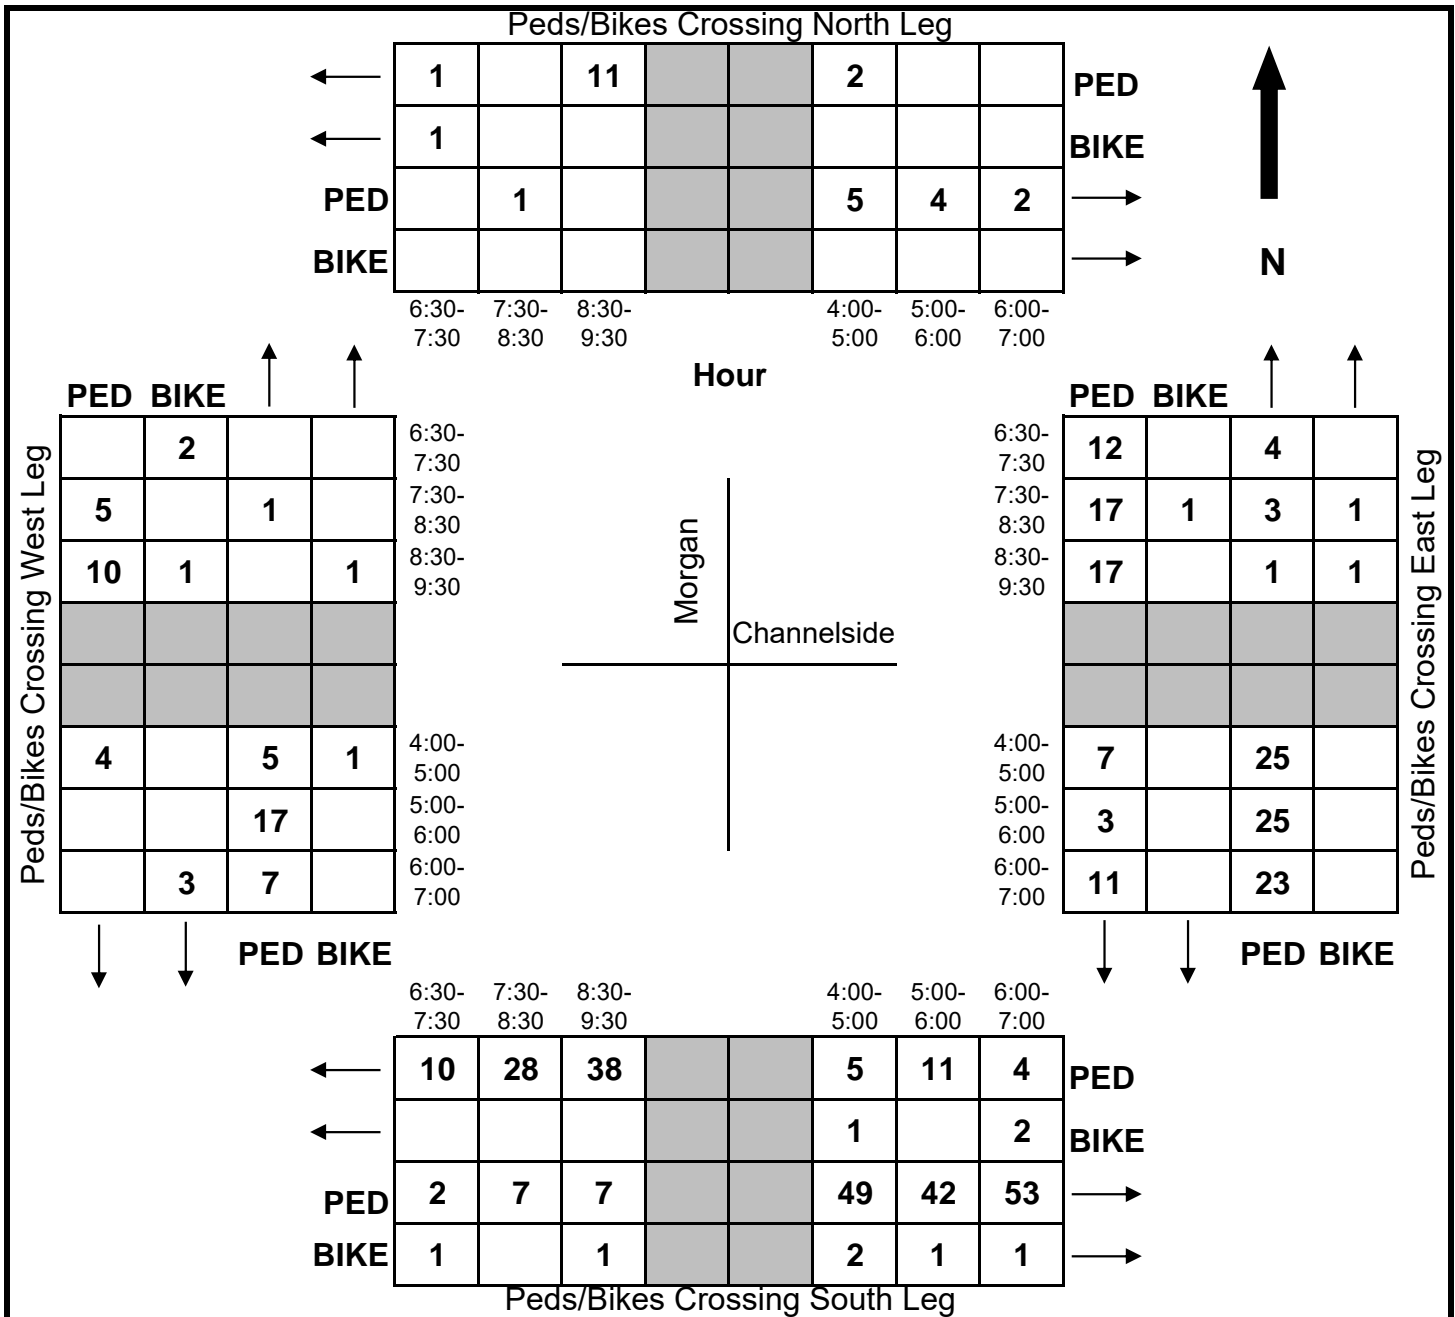 Peds/Bikes Crossing North Leg
1 11 2 PED
1 BIKE
PED 1 5 4 2
BIKE N
6:30- 7:30- 8:30- 4:00- 5:00- 6:00-
7:30 8:30 9:30 5:00 6:00 7:00
Hour
PED BIKE
PED BIKE
Peds/Bikes Crossing West Leg
2 6:30-
7:30
5 1 7:30-
8:30
10 1 1 8:30-
9:30
4 5 1 4:00-
5:00
17 5:00-
6:00
3 7 6:00-
7:00
PED BIKE
Morgan
Channelside
6:30-
7:30 12 4
7:30-
8:30 17 1 3 1
8:30-
9:30 17 1 1
4:00-
5:00 7 25
5:00-
6:00 3 25
6:00-
7:00 11 23
PED BIKE
Peds/Bikes Crossing East Leg
6:30- 7:30- 8:30- 4:00- 5:00- 6:00-
7:30 8:30 9:30 5:00 6:00 7:00
10 28 38 5 11 4 PED
1 2 BIKE
PED 2 7 7 49 42 53
BIKE 1 1 2 1 1
Peds/Bikes Crossing South Leg